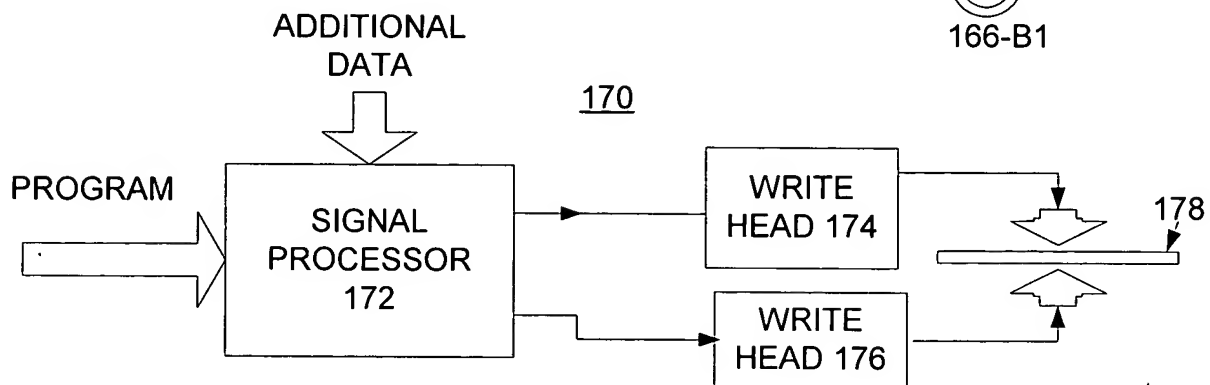 166-B1
ADDITIONAL
DATA
170
PROGRAM
SIGNAL
PROCESSOR
172
WRITE
HEAD 174
178
WRITE
HEAD 176